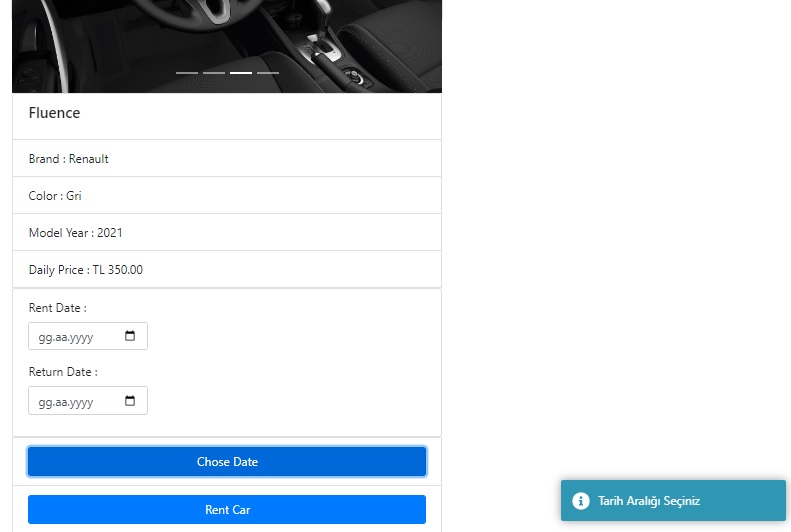 Fluence
Brand : Renault
Color : Gri
Model Year : 2021
Daily Price : TL 350.00
Rent Date :
gg.aa.yyyy
Return Date :
gg.aa.yyyy
Chose Date
Rent Car
Tarih Aralığı Seçiniz